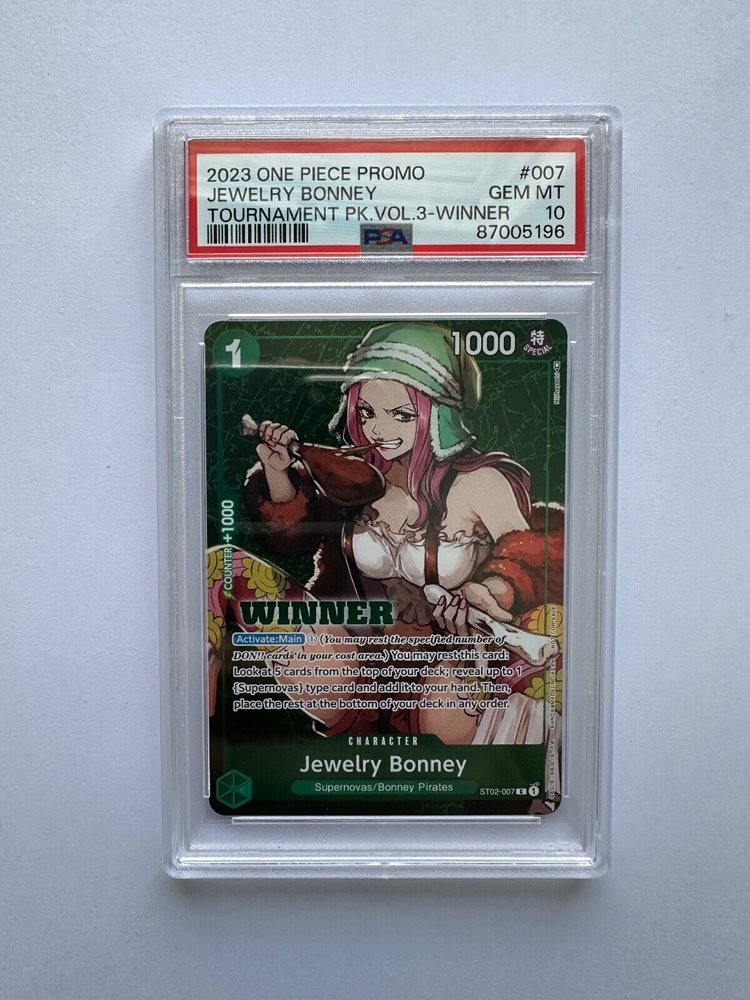 2023 ONE PIECE PROMO #007
JEWELRY BONNEY GEM MT
TOURNAMENT PK.VOL.3-WINNER 10
PSA 87005196
1
1000
特
SPECIAL
COUNTER +1000
WINNER
Activate:Main ① (You may rest the specified number of
DON!! cards in your cost area.) You may rest this card:
Look at 5 cards from the top of your deck; reveal up to 1
{Supernovas} type card and add it to your hand. Then,
place the rest at the bottom of your deck in any order.
CHARACTER
Jewelry Bonney
Supernovas/Bonney Pirates
ST02-007 C 1